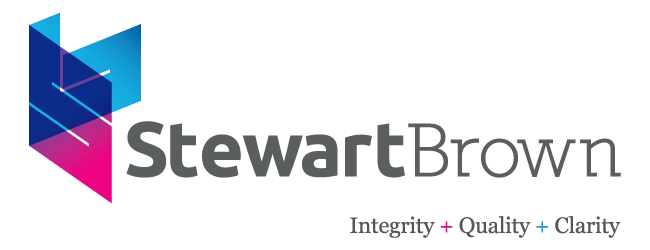 StewartBrown
Integrity + Quality + Clarity